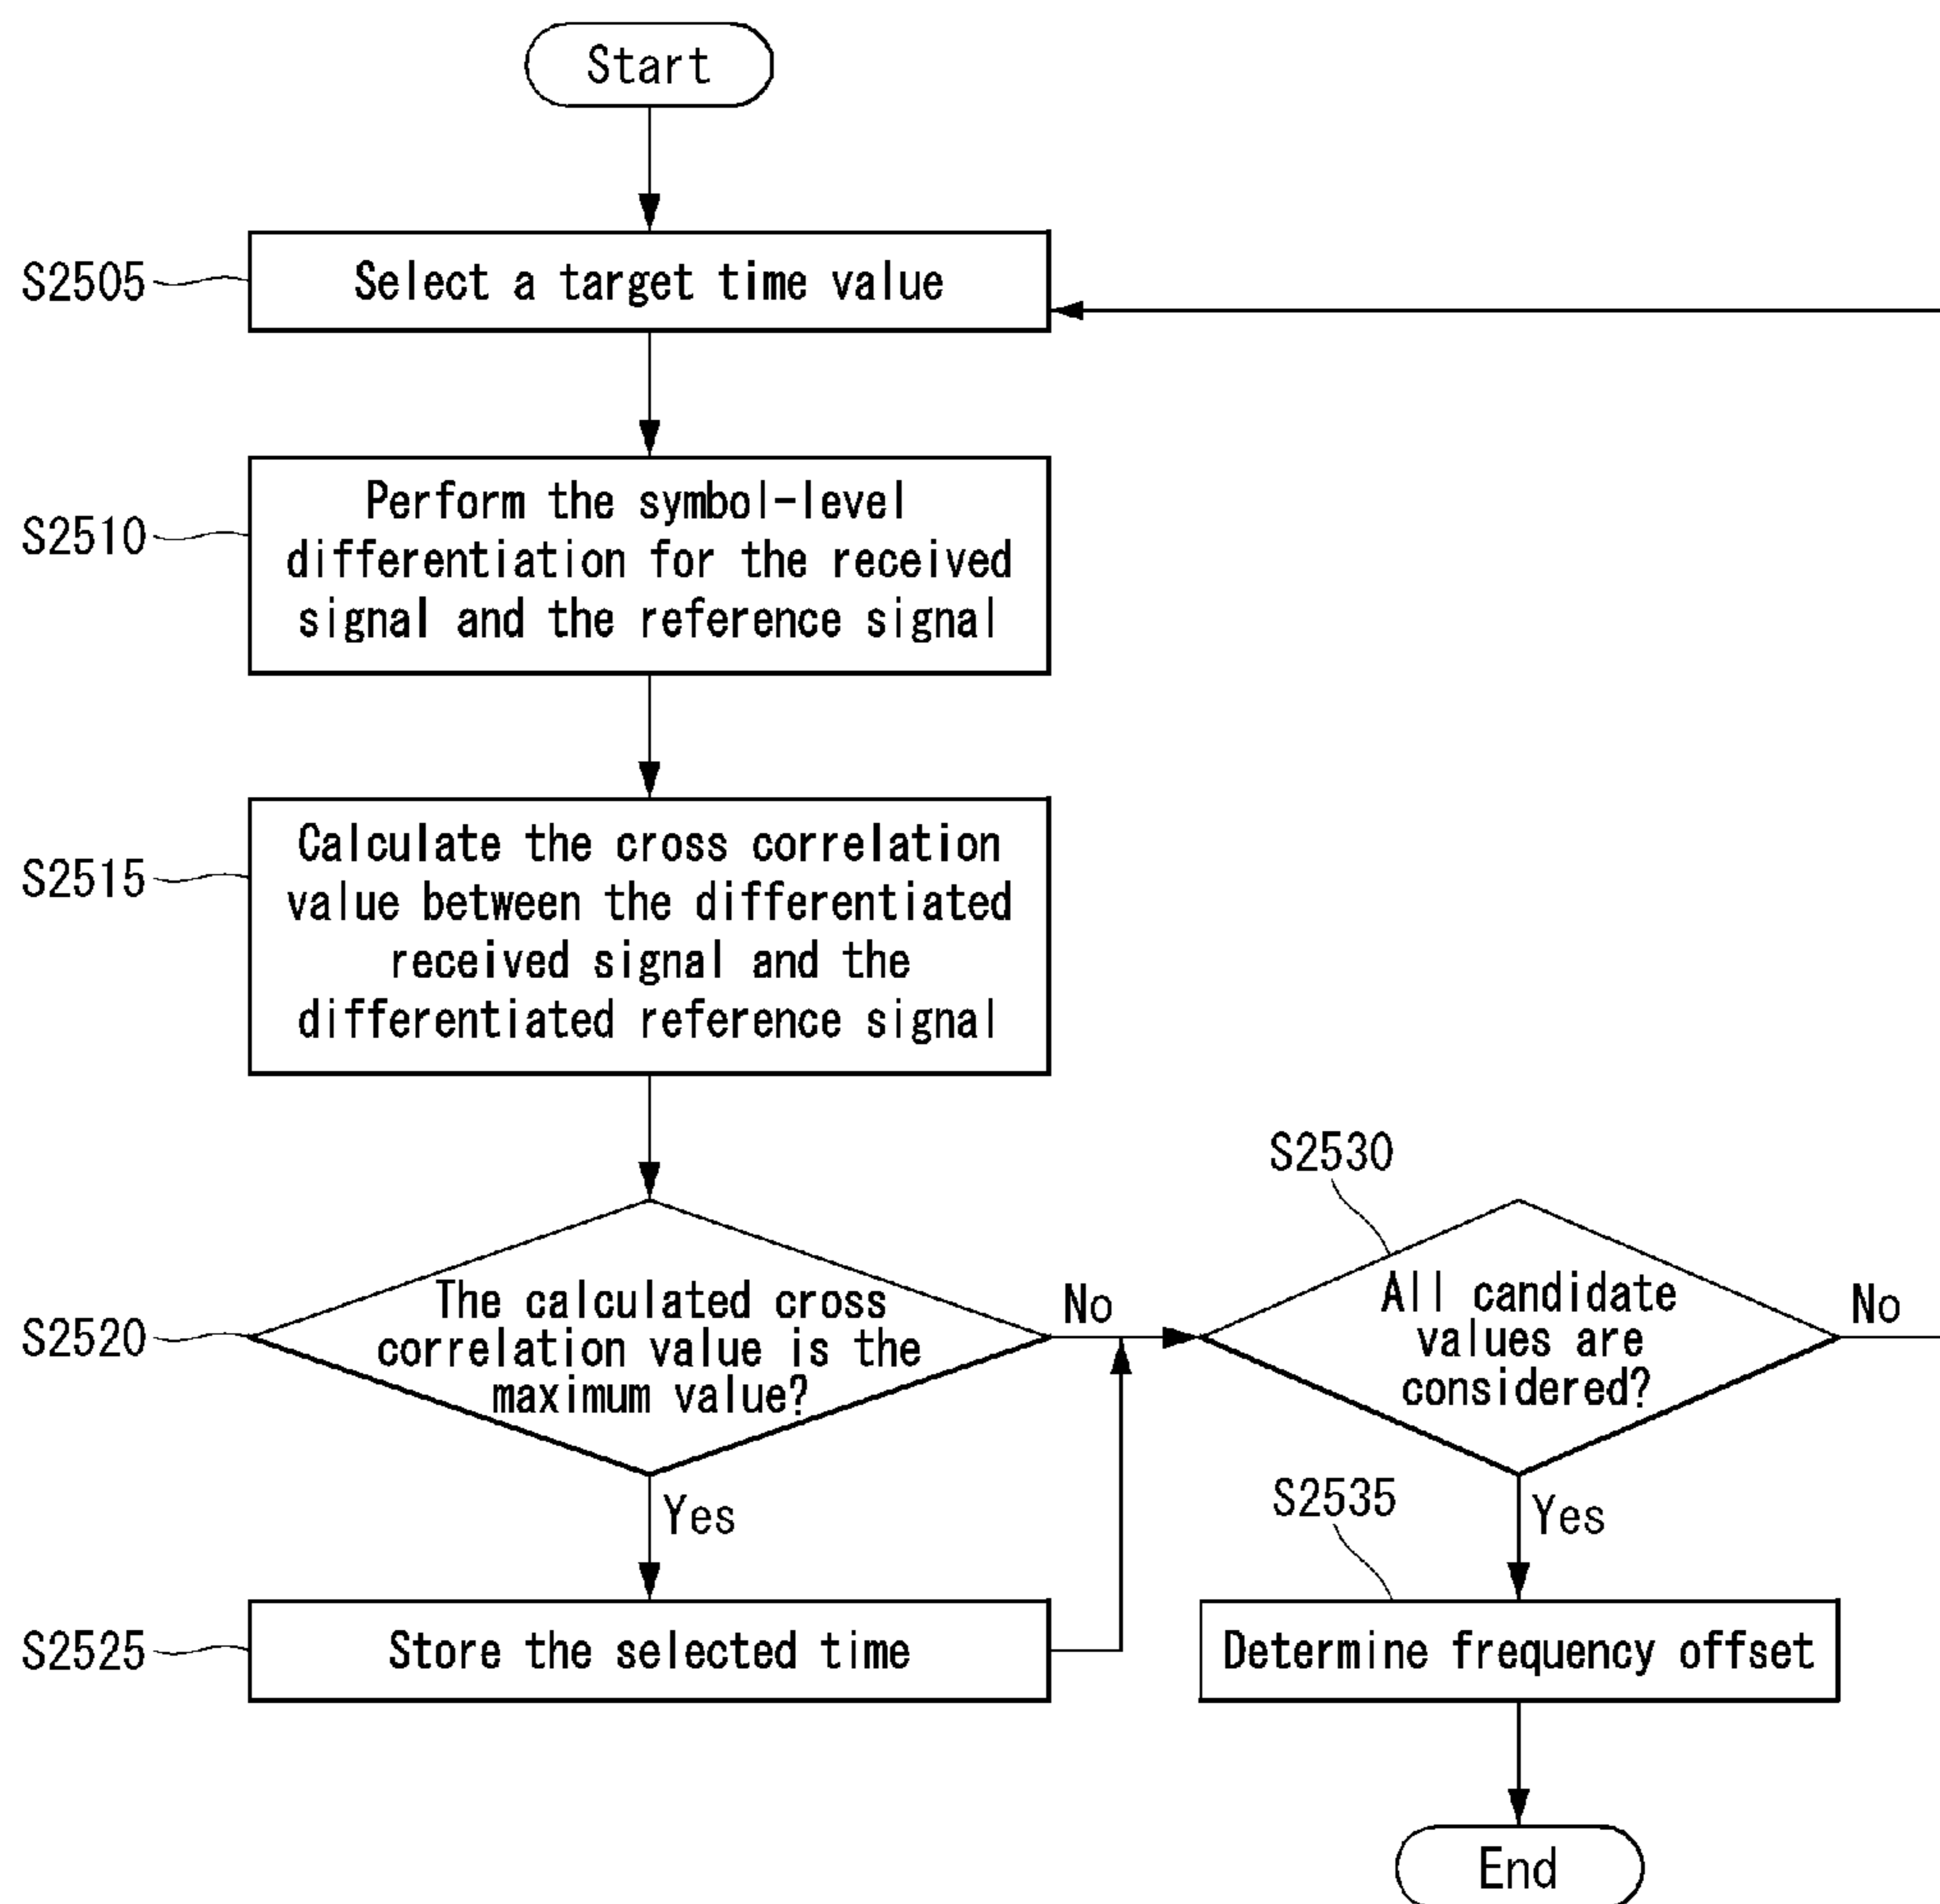 Start
S2505
Select a target time value
S2510
Perform the symbol-level
differentiation for the received
signal and the reference signal
S2515
Calculate the cross correlation
value between the differentiated
received signal and the
differentiated reference signal
S2520
The calculated cross
correlation value is the
maximum value?
No
Yes
S2525
Store the selected time
S2530
All candidate
values are
considered?
No
Yes
S2535
Determine frequency offset
End